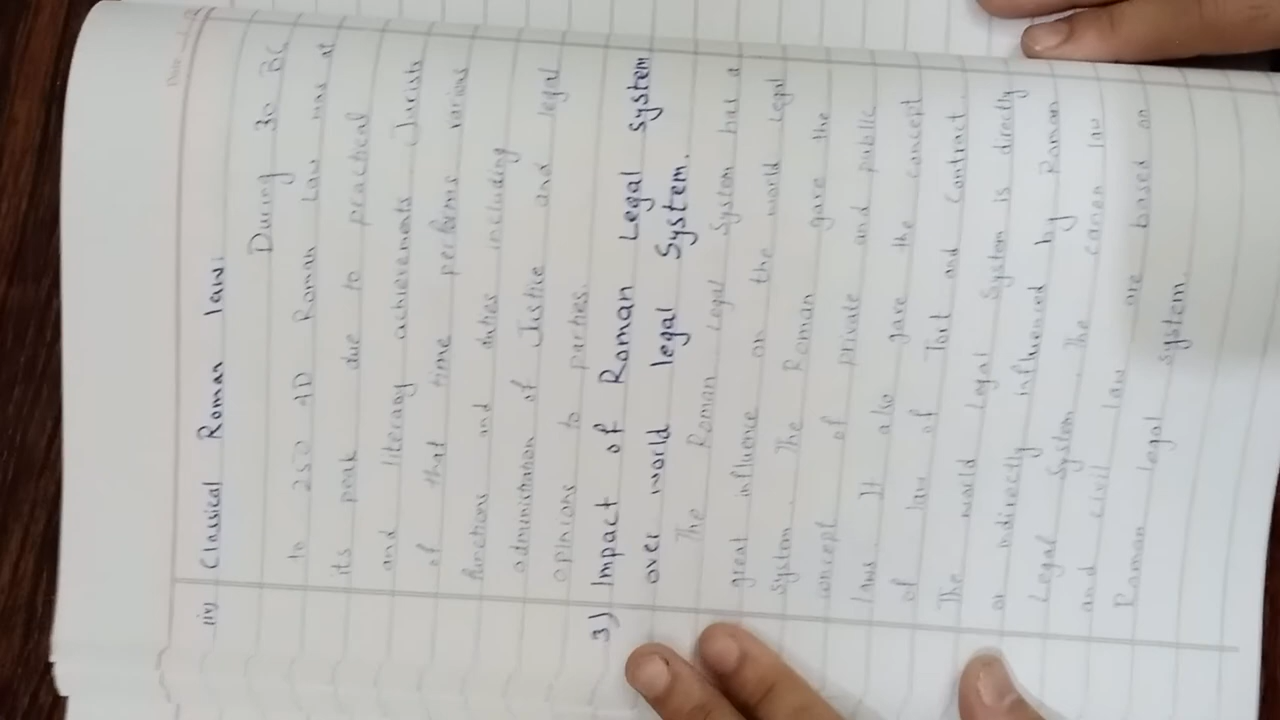 iv) Classical Roman law:
During 30 BC
to 250 AD Roman Law was at
its peak due to practical
and literary achievements. Jurists
of that time performs various
functions and duties including
administration of Justice and legal
opinions to parties.
3) Impact of Roman Legal System
over world legal System.
The Roman Legal System has a
great influence on the world Legal
System. The Roman gave the
concept of private and public
laws. It also gave the concept
of law of Tort and Contract.
The world Legal System is directly
or indirectly influenced by Roman
Legal System. The canon law
and civil law are based on
Roman Legal system.